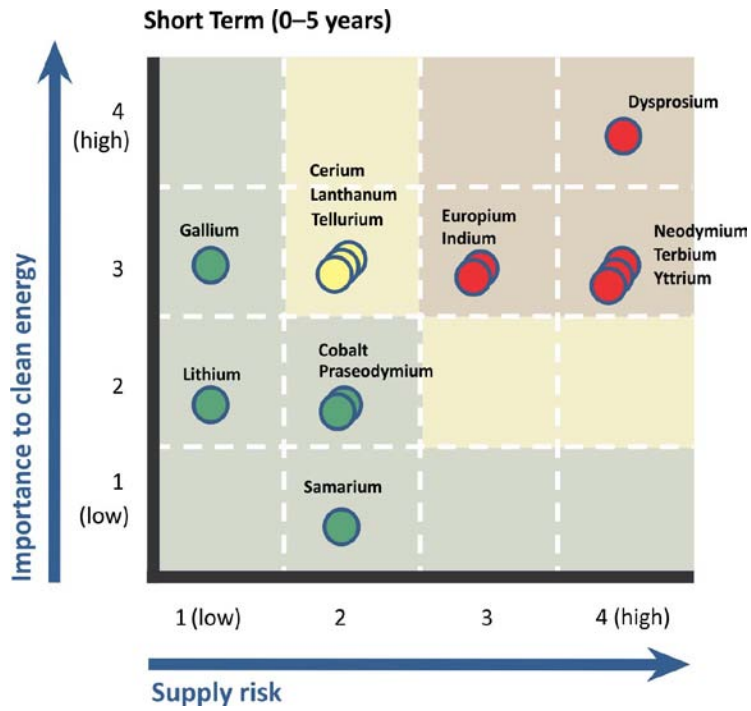 Short Term (0–5 years)
Importance to clean energy
4
(high)
3
2
1
(low)
Dysprosium
Cerium
Lanthanum
Tellurium
Gallium
Europium
Indium
Neodymium
Terbium
Yttrium
Lithium
Cobalt
Praseodymium
Samarium
1 (low)
2
3
4 (high)
Supply risk